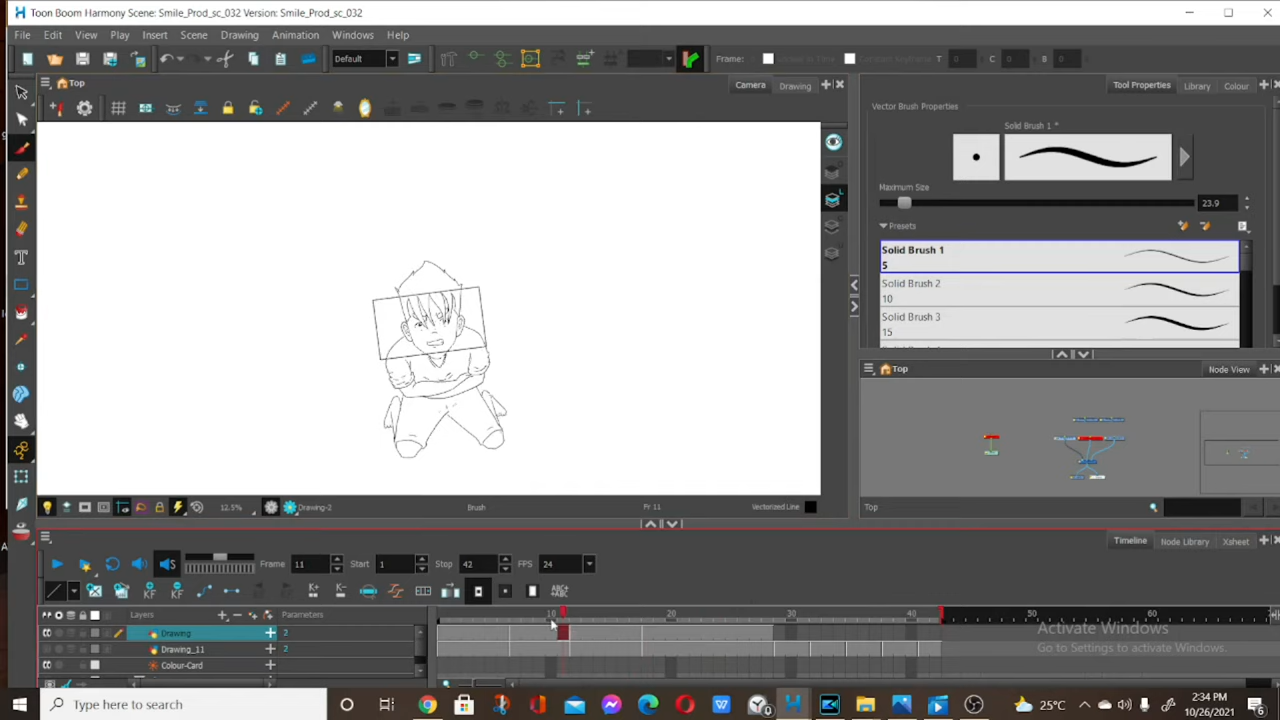 Toon Boom Harmony Scene: Smile_Prod_sc_032 Version: Smile_Prod_sc_032
File Edit View Play Insert Scene Drawing Animation Windows Help
Default
Frame:
T 0 C 0 B 0
Top
Camera Drawing
Tool Properties Library Colour
Vector Brush Properties
Solid Brush 1 *
Maximum Size
23.9
Presets
Solid Brush 1
5
Solid Brush 2
10
Solid Brush 3
15
Top
Node View
12.5% Drawing-2 Brush Fr 11 Vectorized Line
Top
Timeline Node Library Xsheet
Frame 11 Start 1 Stop 42 FPS 24
Layers Parameters
10 20 30 40 50 60
Drawing 2
Drawing_11 2
Colour-Card
Activate Windows
Go to Settings to activate Windows.
Type here to search
25°C
2:34 PM
10/26/2021